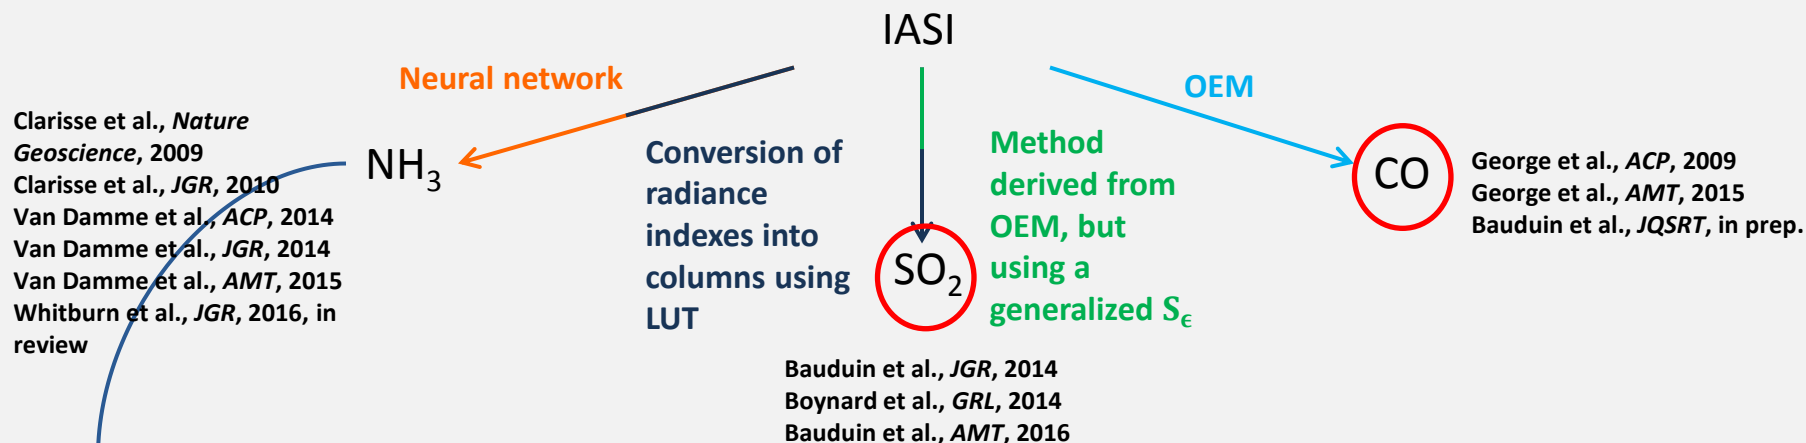 IASI
Neural network
OEM
Clarisse et al., Nature
Geoscience, 2009
Clarisse et al., JGR, 2010
Van Damme et al., ACP, 2014
Van Damme et al., JGR, 2014
Van Damme et al., AMT, 2015
Whitburn et al., JGR, 2016, in
review
NH₃
Conversion of
radiance
indexes into
columns using
LUT
SO₂
Method
derived from
OEM, but
using a
generalized Sϵ
CO
George et al., ACP, 2009
George et al., AMT, 2015
Bauduin et al., JQSRT, in prep.
Bauduin et al., JGR, 2014
Boynard et al., GRL, 2014
Bauduin et al., AMT, 2016